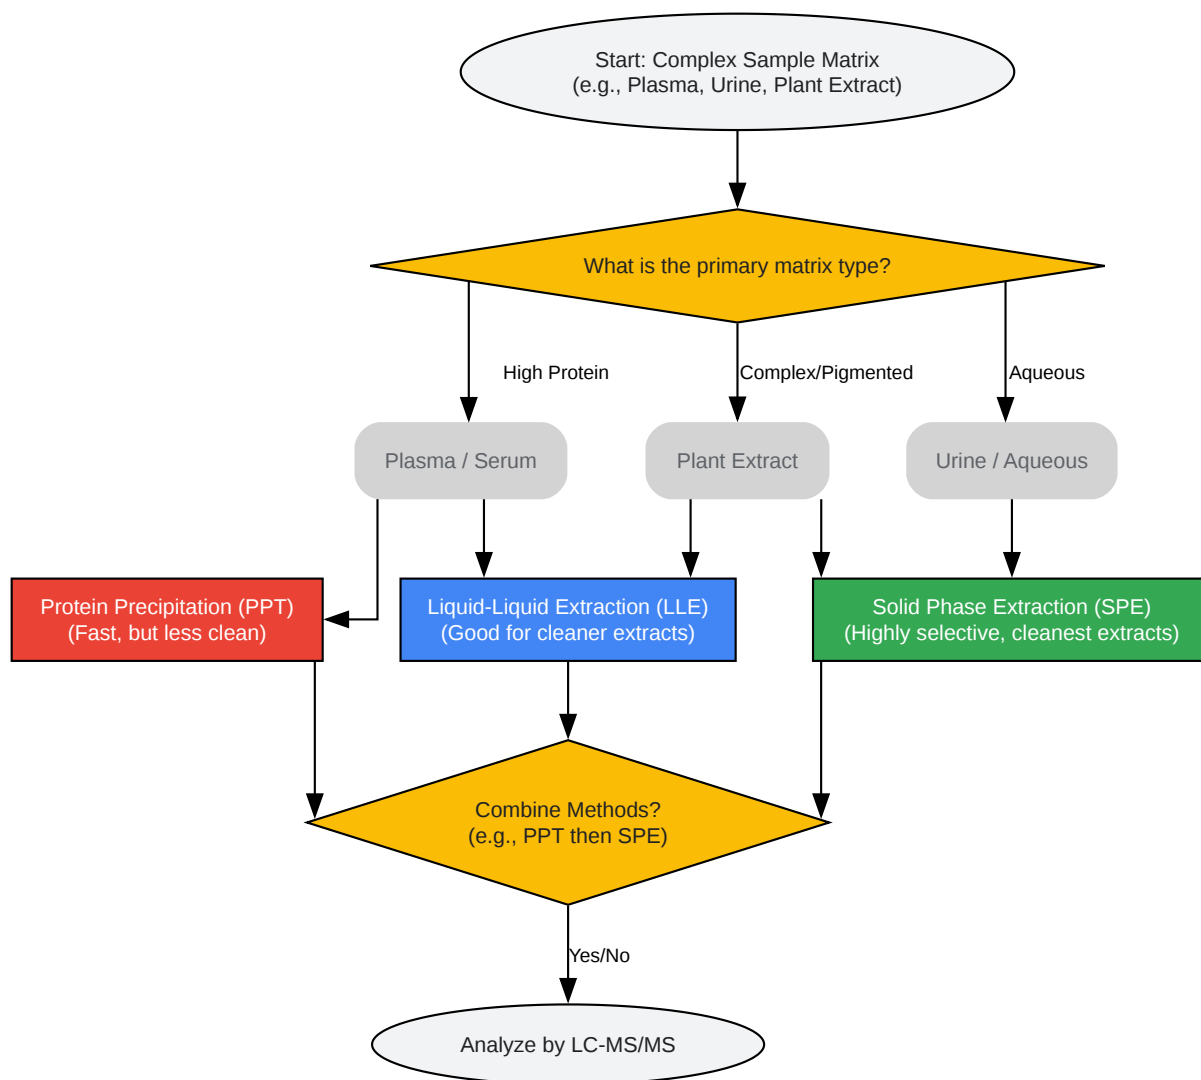 Start: Complex Sample Matrix
(e.g., Plasma, Urine, Plant Extract)
What is the primary matrix type?
High Protein
Complex/Pigmented
Aqueous
Plasma / Serum
Plant Extract
Urine / Aqueous
Protein Precipitation (PPT)
(Fast, but less clean)
Liquid-Liquid Extraction (LLE)
(Good for cleaner extracts)
Solid Phase Extraction (SPE)
(Highly selective, cleanest extracts)
Combine Methods?
(e.g., PPT then SPE)
Yes/No
Analyze by LC-MS/MS